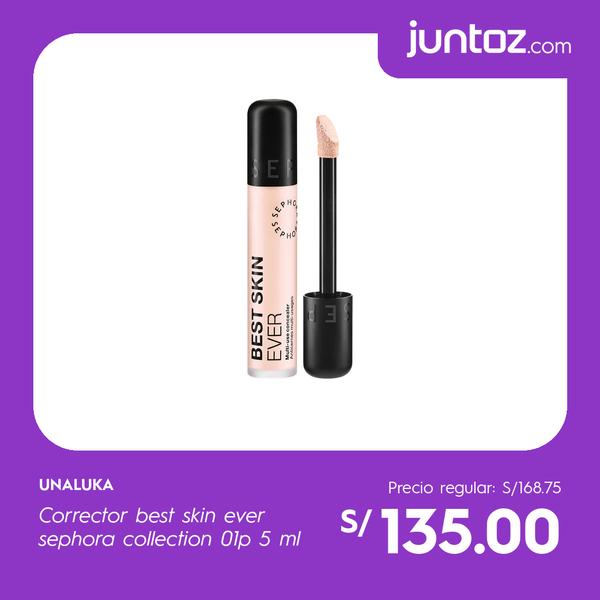 juntoz.com
SEP
SEPHORA
BEST SKIN
EVER
Multi-use concealer
UNALUKA
Corrector best skin ever
sephora collection 01p 5 ml
Precio regular: S/168.75
S/135.00